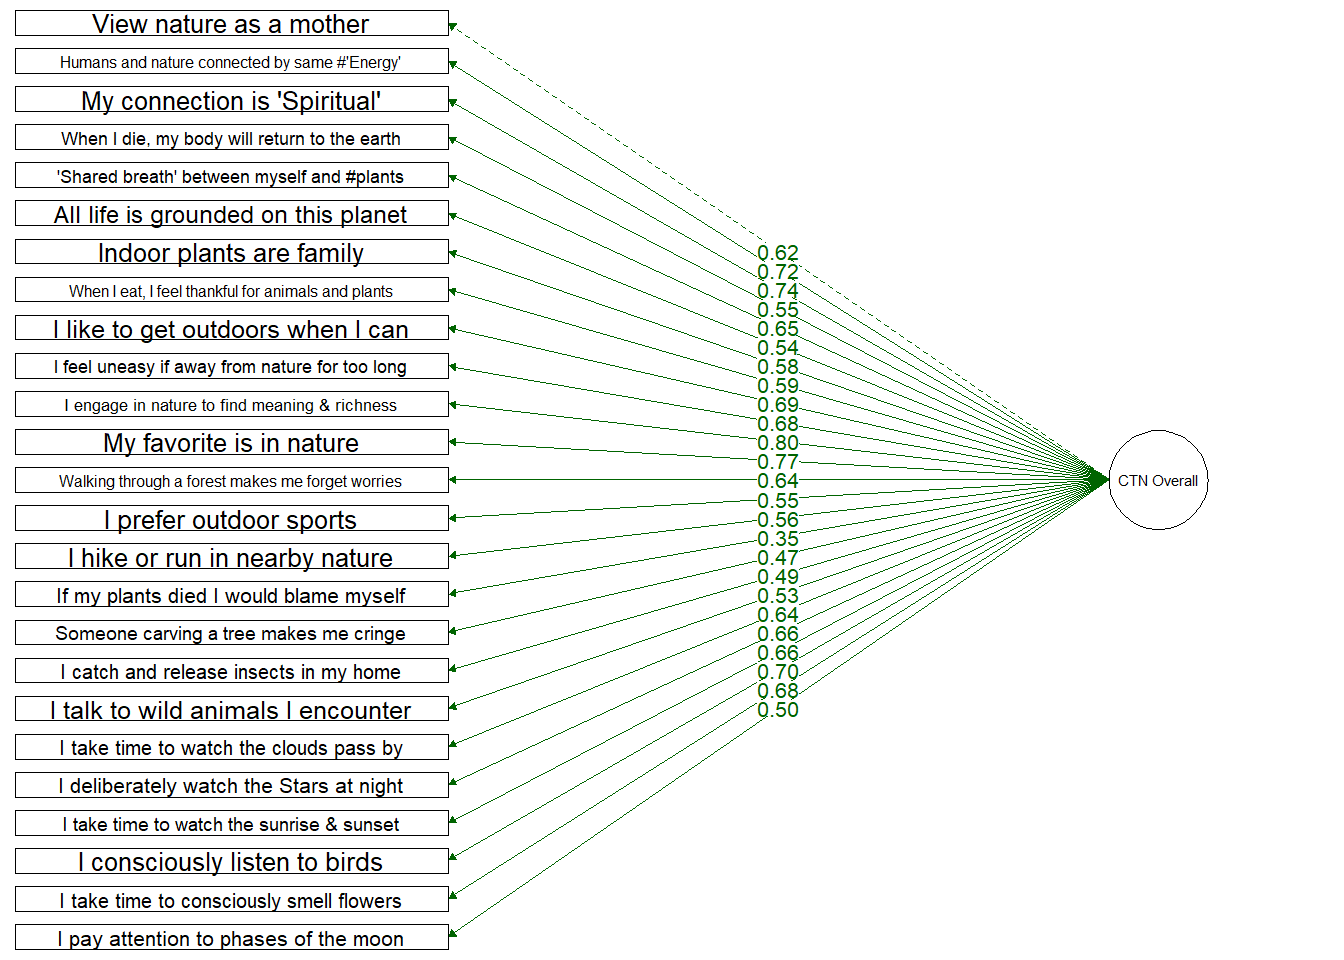 View nature as a mother
Humans and nature connected by same #'Energy'
My connection is 'Spiritual'
When I die, my body will return to the earth
'Shared breath' between myself and #plants
All life is grounded on this planet
Indoor plants are family
When I eat, I feel thankful for animals and plants
I like to get outdoors when I can
I feel uneasy if away from nature for too long
I engage in nature to find meaning & richness
My favorite is in nature
Walking through a forest makes me forget worries
I prefer outdoor sports
I hike or run in nearby nature
If my plants died I would blame myself
Someone carving a tree makes me cringe
I catch and release insects in my home
I talk to wild animals I encounter
I take time to watch the clouds pass by
I deliberately watch the Stars at night
I take time to watch the sunrise & sunset
I consciously listen to birds
I take time to consciously smell flowers
I pay attention to phases of the moon
0.62
0.72
0.74
0.55
0.65
0.54
0.58
0.59
0.69
0.68
0.80
0.77
0.64
0.55
0.56
0.35
0.47
0.49
0.53
0.64
0.66
0.66
0.70
0.68
0.50
CTN Overall